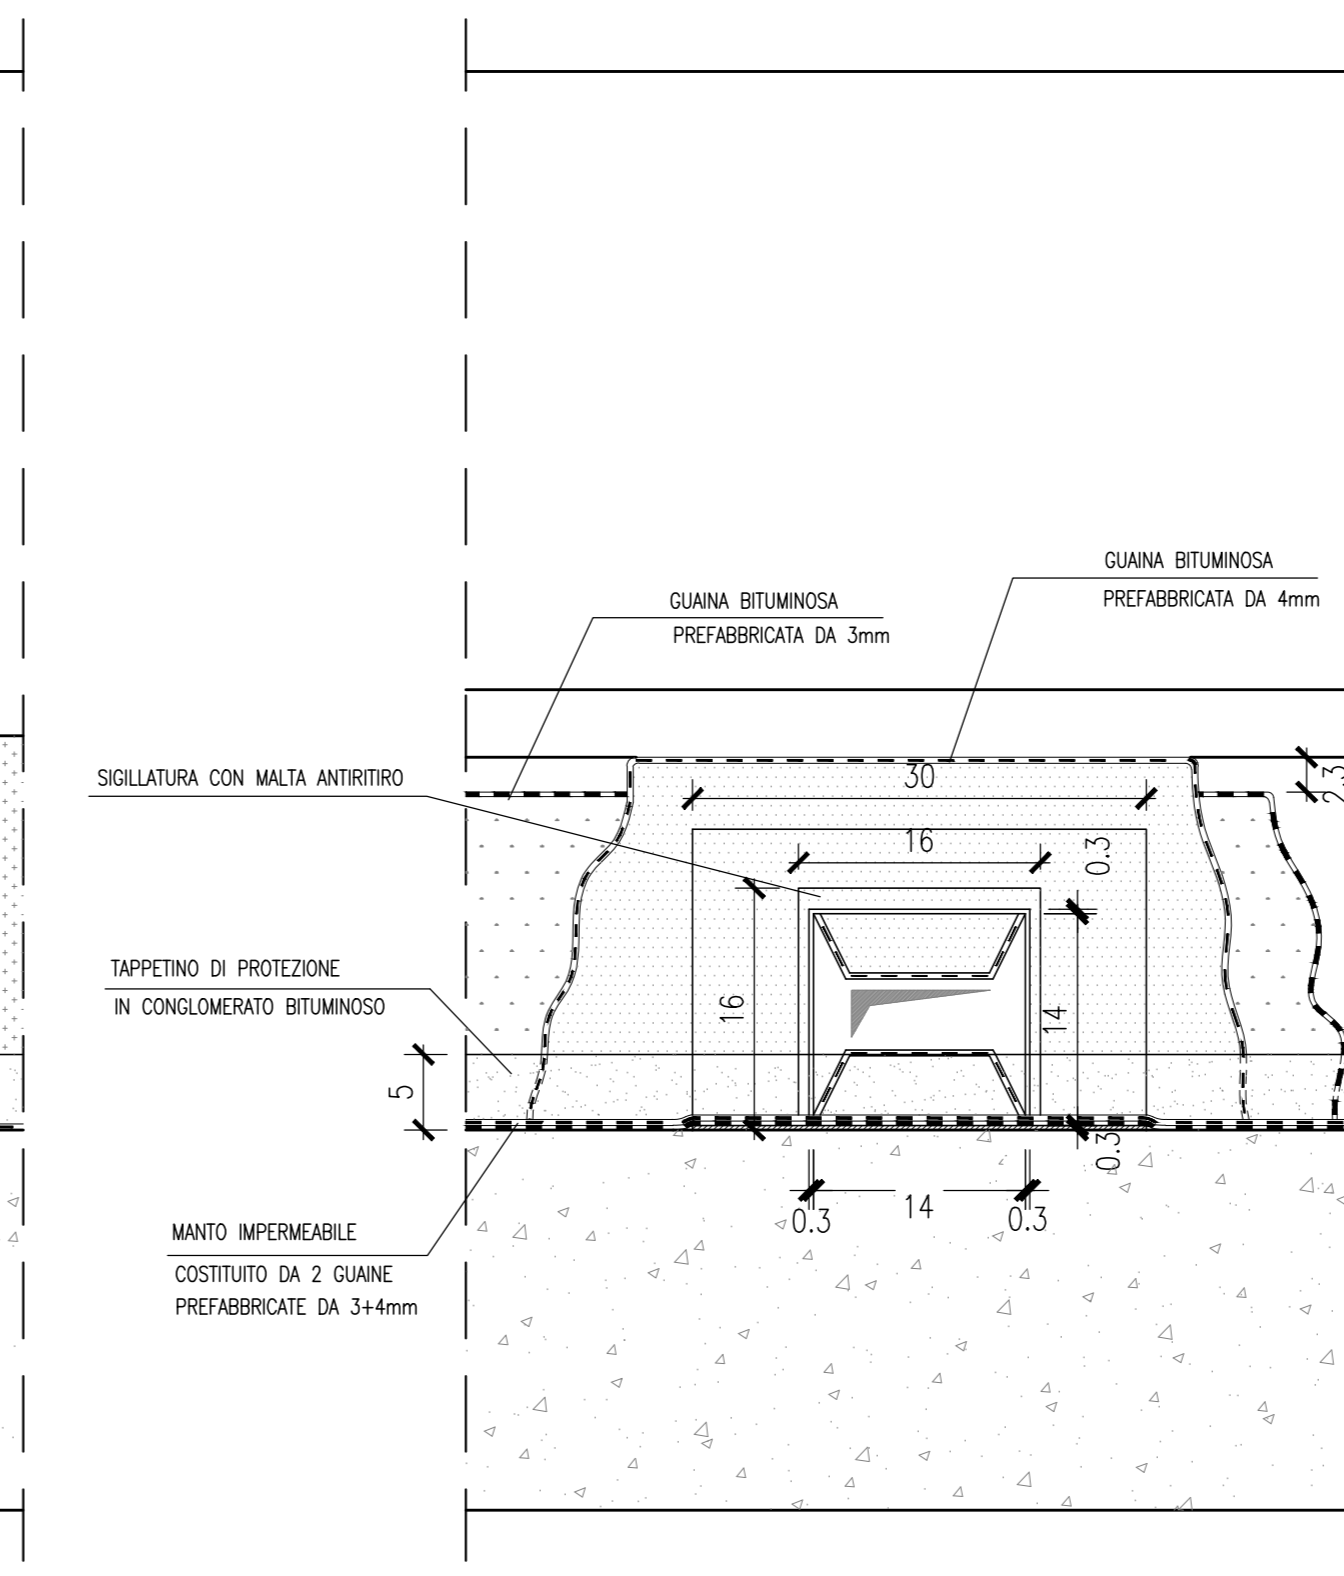 GUAINA BITUMINOSA
PREFABBRICATA DA 4mm
GUAINA BITUMINOSA
PREFABBRICATA DA 3mm
SIGILLATURA CON MALTA ANTIRITIRO
30
2.3
16
0.3
TAPPETINO DI PROTEZIONE
IN CONGLOMERATO BITUMINOSO
16
14
5
0.3
0.3
14
0.3
MANTO IMPERMEABILE
COSTITUITO DA 2 GUAINE
PREFABBRICATE DA 3+4mm